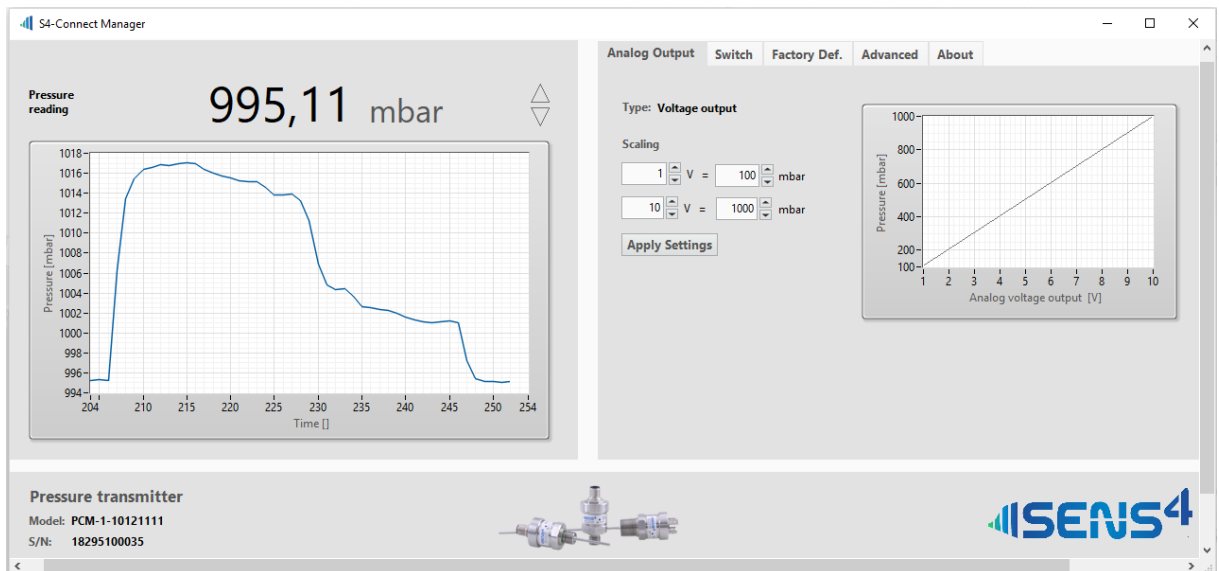 S4-Connect Manager
Pressure
reading
995,11 mbar
1018
1016
1014
1012
1010
1008
1006
1004
1002
1000
998
996
994
Pressure [mbar]
204 210 215 220 225 230 235 240 245 250 254
Time []
Analog Output Switch Factory Def. Advanced About
Type: Voltage output
Scaling
1 V = 100 mbar
10 V = 1000 mbar
Apply Settings
1000
800
600
400
200
100
Pressure [mbar]
1 2 3 4 5 6 7 8 9 10
Analog voltage output [V]
Pressure transmitter
Model: PCM-1-10121111
S/N: 18295100035
SENS4